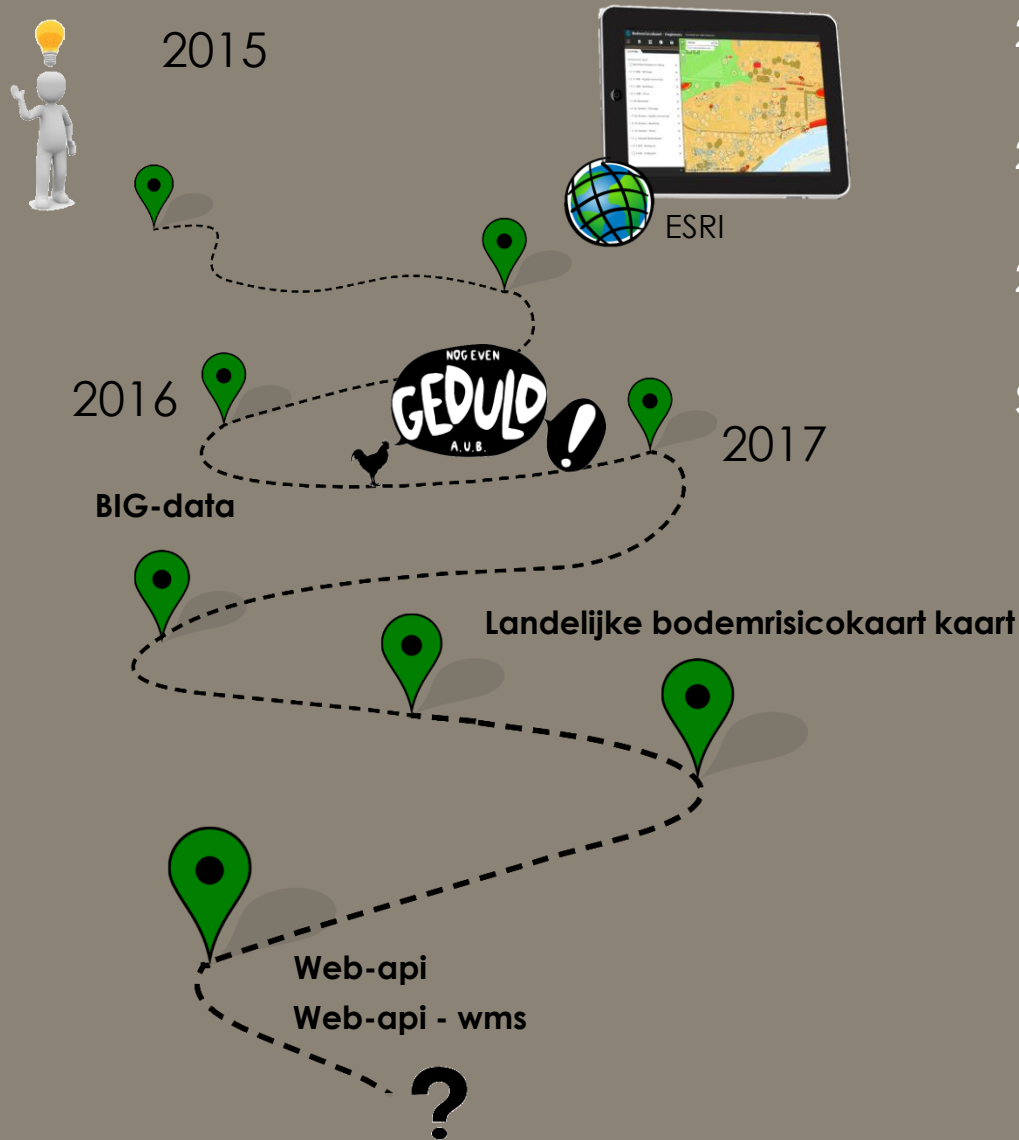 2015
ESRI
NOG EVEN
GEDULD
!
A.U.B.
2016
2017
BIG-data
Landelijke bodemrisicokaart kaart
Web-api
Web-api - wms
?